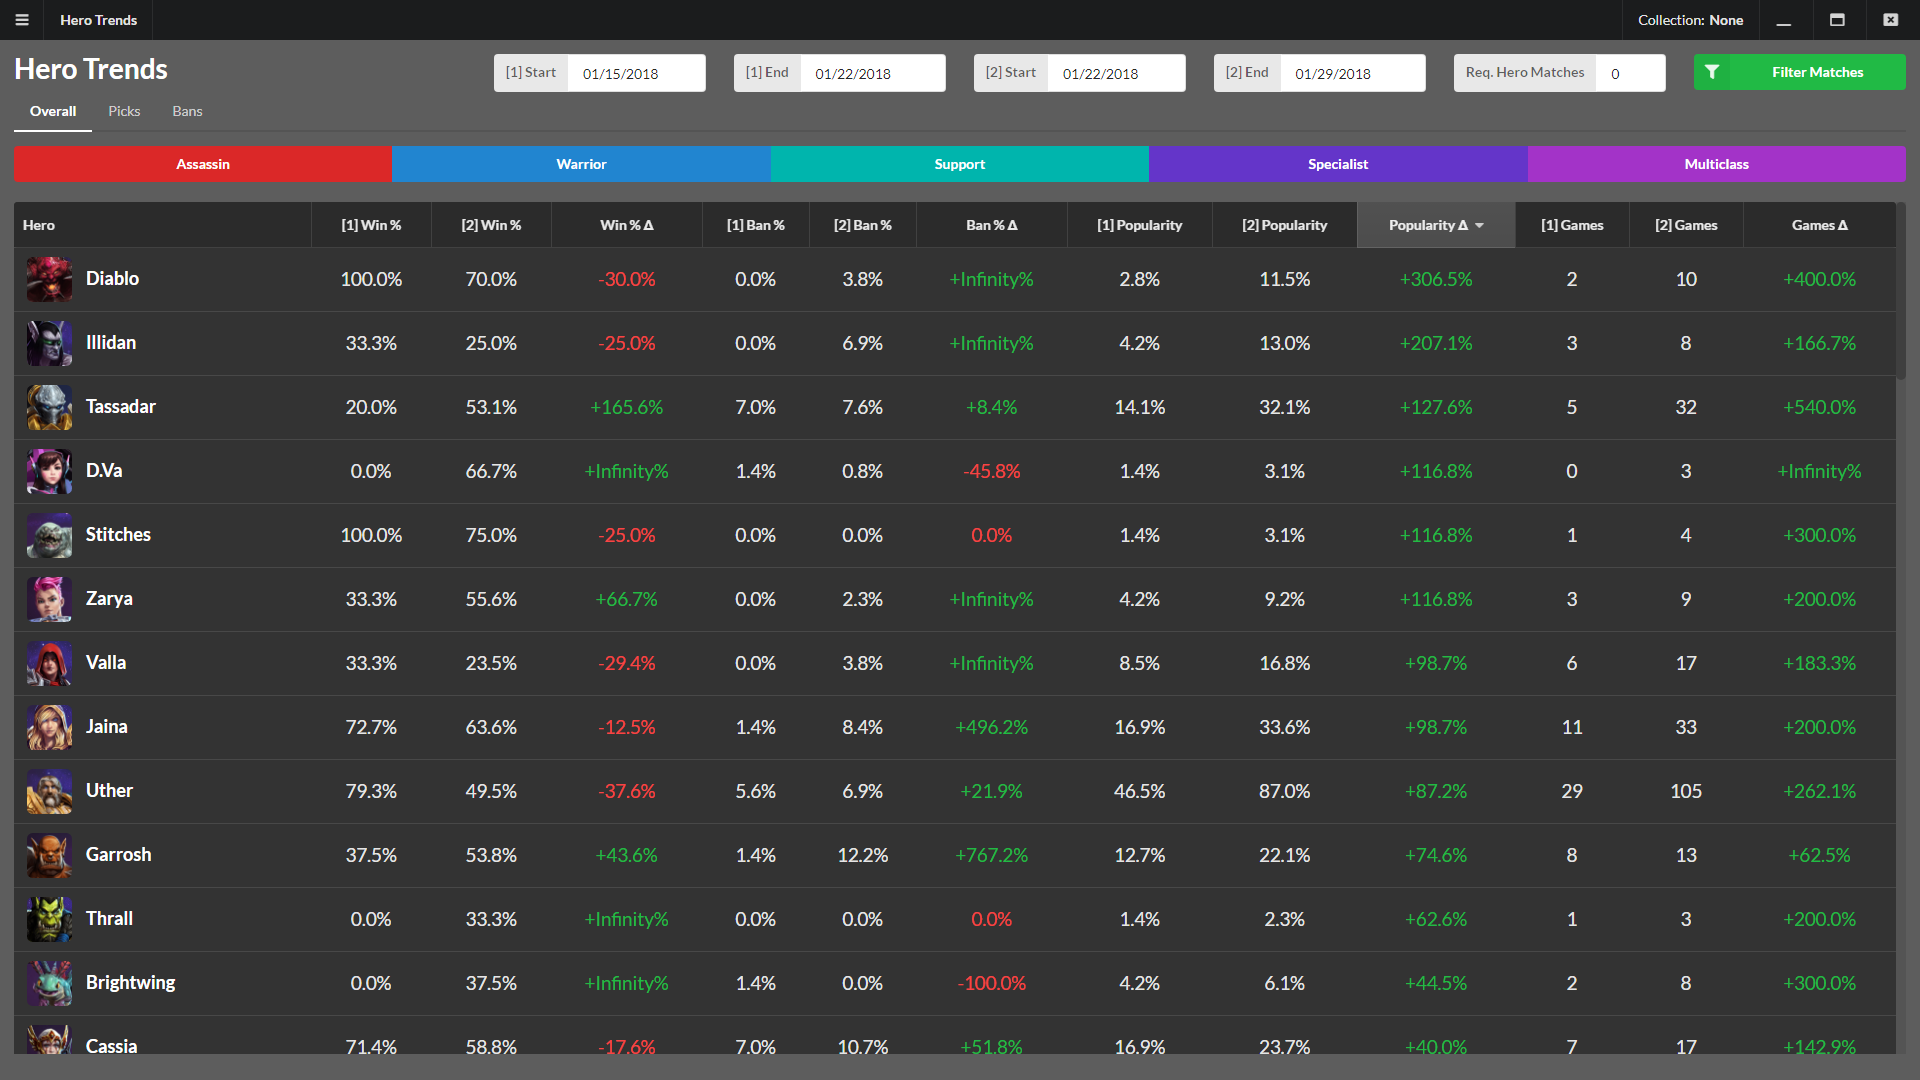 Hero Trends Collection: None
Hero Trends [1] Start 01/15/2018 [1] End 01/22/2018 [2] Start 01/22/2018 [2] End 01/29/2018 Req. Hero Matches 0 Filter Matches
Overall Picks Bans
Assassin Warrior Support Specialist Multiclass
Hero [1] Win % [2] Win % Win % Δ [1] Ban % [2] Ban % Ban % Δ [1] Popularity [2] Popularity Popularity Δ [1] Games [2] Games Games Δ
Diablo 100.0% 70.0% -30.0% 0.0% 3.8% +Infinity% 2.8% 11.5% +306.5% 2 10 +400.0%
Illidan 33.3% 25.0% -25.0% 0.0% 6.9% +Infinity% 4.2% 13.0% +207.1% 3 8 +166.7%
Tassadar 20.0% 53.1% +165.6% 7.0% 7.6% +8.4% 14.1% 32.1% +127.6% 5 32 +540.0%
D.Va 0.0% 66.7% +Infinity% 1.4% 0.8% -45.8% 1.4% 3.1% +116.8% 0 3 +Infinity%
Stitches 100.0% 75.0% -25.0% 0.0% 0.0% 0.0% 1.4% 3.1% +116.8% 1 4 +300.0%
Zarya 33.3% 55.6% +66.7% 0.0% 2.3% +Infinity% 4.2% 9.2% +116.8% 3 9 +200.0%
Valla 33.3% 23.5% -29.4% 0.0% 3.8% +Infinity% 8.5% 16.8% +98.7% 6 17 +183.3%
Jaina 72.7% 63.6% -12.5% 1.4% 8.4% +496.2% 16.9% 33.6% +98.7% 11 33 +200.0%
Uther 79.3% 49.5% -37.6% 5.6% 6.9% +21.9% 46.5% 87.0% +87.2% 29 105 +262.1%
Garrosh 37.5% 53.8% +43.6% 1.4% 12.2% +767.2% 12.7% 22.1% +74.6% 8 13 +62.5%
Thrall 0.0% 33.3% +Infinity% 0.0% 0.0% 0.0% 1.4% 2.3% +62.6% 1 3 +200.0%
Brightwing 0.0% 37.5% +Infinity% 1.4% 0.0% -100.0% 4.2% 6.1% +44.5% 2 8 +300.0%
Cassia 71.4% 58.8% -17.6% 7.0% 10.7% +51.8% 16.9% 23.7% +40.0% 7 17 +142.9%